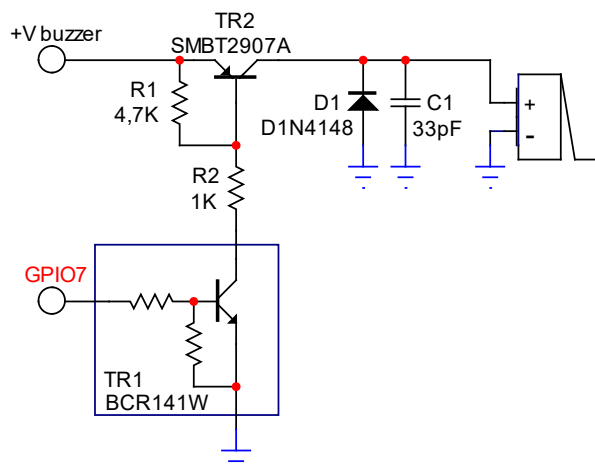 TR2
+V buzzer
SMBT2907A
R1
4,7K
D1
D1N4148
C1
33pF
+
-
R2
1K
GPIO7
TR1
BCR141W